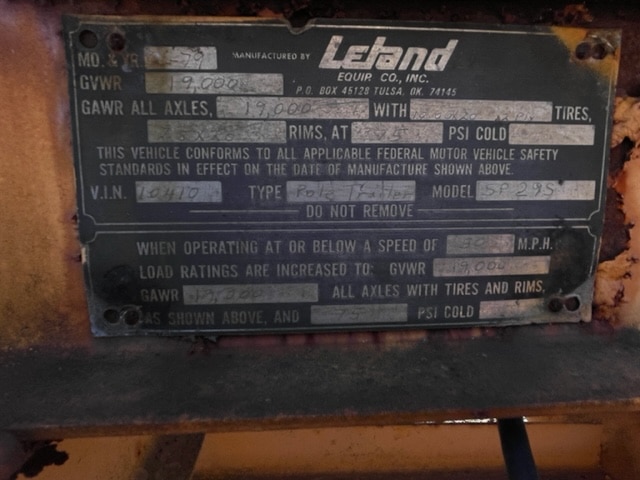 MO. & YR. -79 MANUFACTURED BY Leland
GVWR 19,000 EQUIP. CO., INC.
P.O. BOX 45128 TULSA, OK. 74145
GAWR ALL AXLES, 19,000 WITH TIRES,
RIMS, AT 75 PSI COLD
THIS VEHICLE CONFORMS TO ALL APPLICABLE FEDERAL MOTOR VEHICLE SAFETY
STANDARDS IN EFFECT ON THE DATE OF MANUFACTURE SHOWN ABOVE.
V.I.N. 10410 TYPE Pole Trailer MODEL SP 29S
DO NOT REMOVE
WHEN OPERATING AT OR BELOW A SPEED OF 30 M.P.H.
LOAD RATINGS ARE INCREASED TO: GVWR 19,000
GAWR ALL AXLES WITH TIRES AND RIMS,
AS SHOWN ABOVE, AND 75 PSI COLD